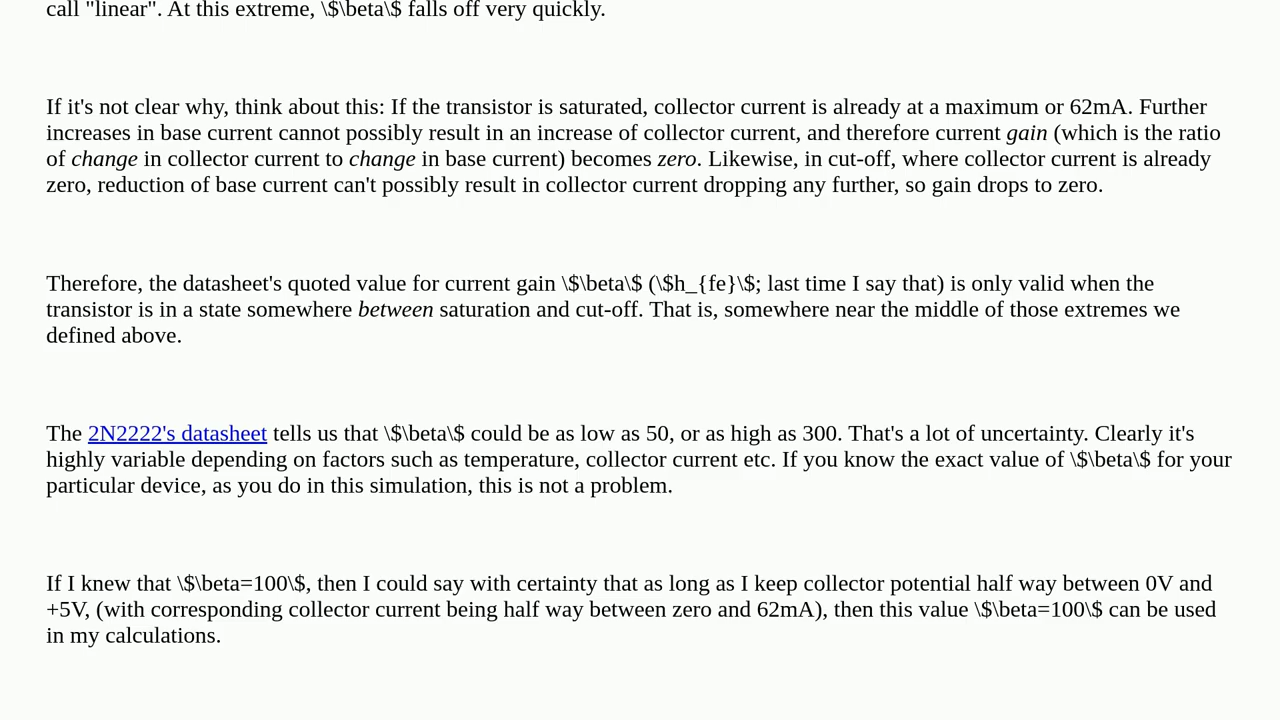 call "linear". At this extreme, \$\beta\$ falls off very quickly.
If it's not clear why, think about this: If the transistor is saturated, collector current is already at a maximum or 62mA. Further
increases in base current cannot possibly result in an increase of collector current, and therefore current gain (which is the ratio
of change in collector current to change in base current) becomes zero. Likewise, in cut-off, where collector current is already
zero, reduction of base current can't possibly result in collector current dropping any further, so gain drops to zero.
Therefore, the datasheet's quoted value for current gain \$\beta\$ (\$h_{fe}\$; last time I say that) is only valid when the
transistor is in a state somewhere between saturation and cut-off. That is, somewhere near the middle of those extremes we
defined above.
The 2N2222's datasheet tells us that \$\beta\$ could be as low as 50, or as high as 300. That's a lot of uncertainty. Clearly it's
highly variable depending on factors such as temperature, collector current etc. If you know the exact value of \$\beta\$ for your
particular device, as you do in this simulation, this is not a problem.
If I knew that \$\beta=100\$, then I could say with certainty that as long as I keep collector potential half way between 0V and
+5V, (with corresponding collector current being half way between zero and 62mA), then this value \$\beta=100\$ can be used
in my calculations.